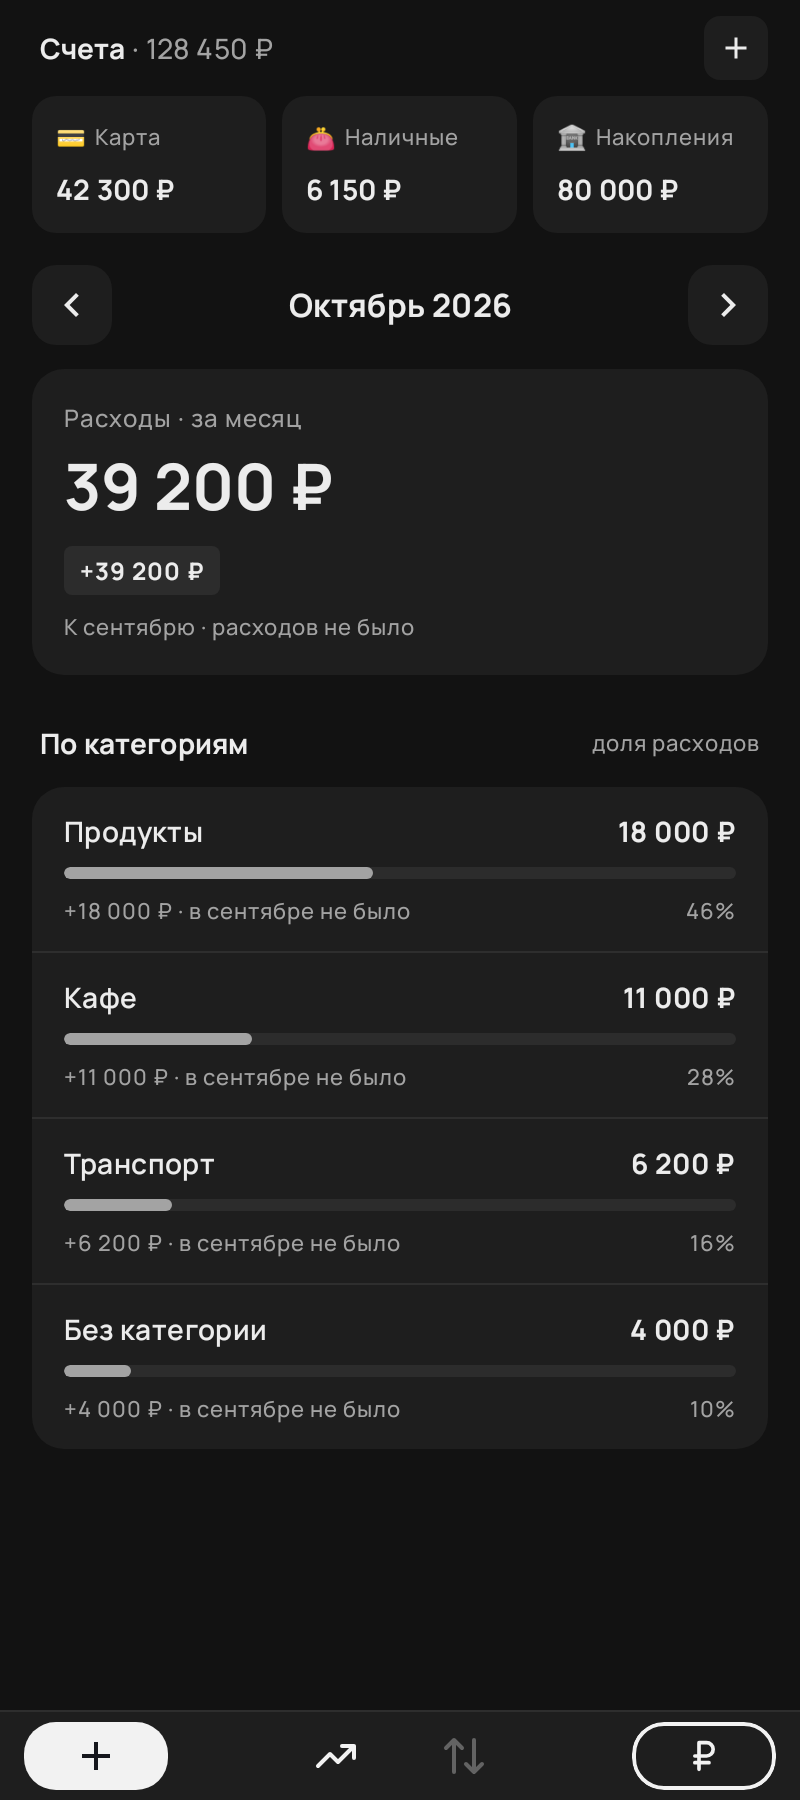 Счета · 128 450 ₽
Карта
42 300 ₽
Наличные
6 150 ₽
Накопления
80 000 ₽
Октябрь 2026
Расходы · за месяц
39 200 ₽
+39 200 ₽
К сентябрю · расходов не было
По категориям
доля расходов
Продукты
18 000 ₽
+18 000 ₽ · в сентябре не было
46%
Кафе
11 000 ₽
+11 000 ₽ · в сентябре не было
28%
Транспорт
6 200 ₽
+6 200 ₽ · в сентябре не было
16%
Без категории
4 000 ₽
+4 000 ₽ · в сентябре не было
10%
₽